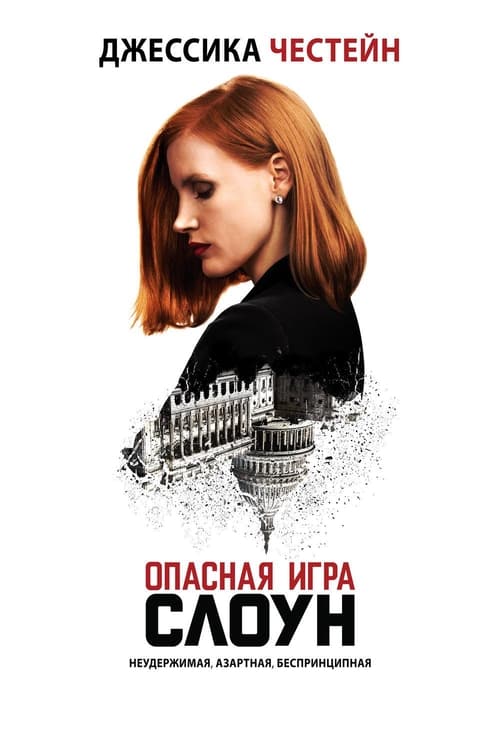 ДЖЕССИКА ЧЕСТЕЙН
ОПАСНАЯ ИГРА
СЛОУН
НЕУДЕРЖИМАЯ, АЗАРТНАЯ, БЕСПРИНЦИПНАЯ